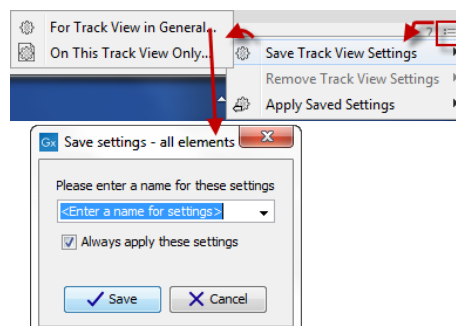 For Track View in General...
On This Track View Only...
?
Save Track View Settings
Remove Track View Settings
Apply Saved Settings
Gx Save settings - all elements
Please enter a name for these settings
<Enter a name for settings>
Always apply these settings
Save
Cancel